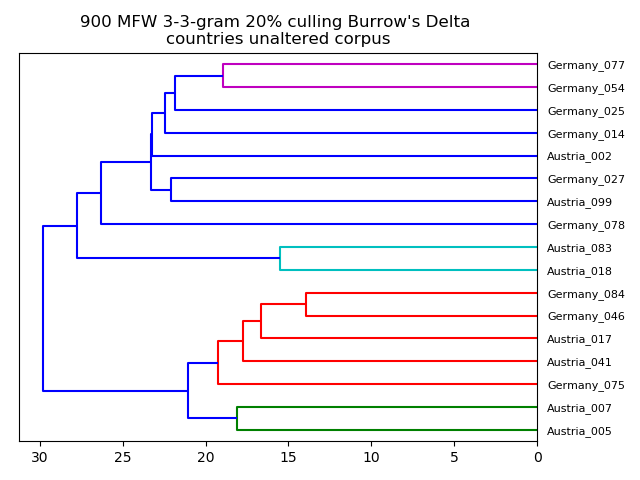 900 MFW 3-3-gram 20% culling Burrow's Delta
countries unaltered corpus
Germany_077
Germany_054
Germany_025
Germany_014
Austria_002
Germany_027
Austria_099
Germany_078
Austria_083
Austria_018
Germany_084
Germany_046
Austria_017
Austria_041
Germany_075
Austria_007
Austria_005
30 25 20 15 10 5 0